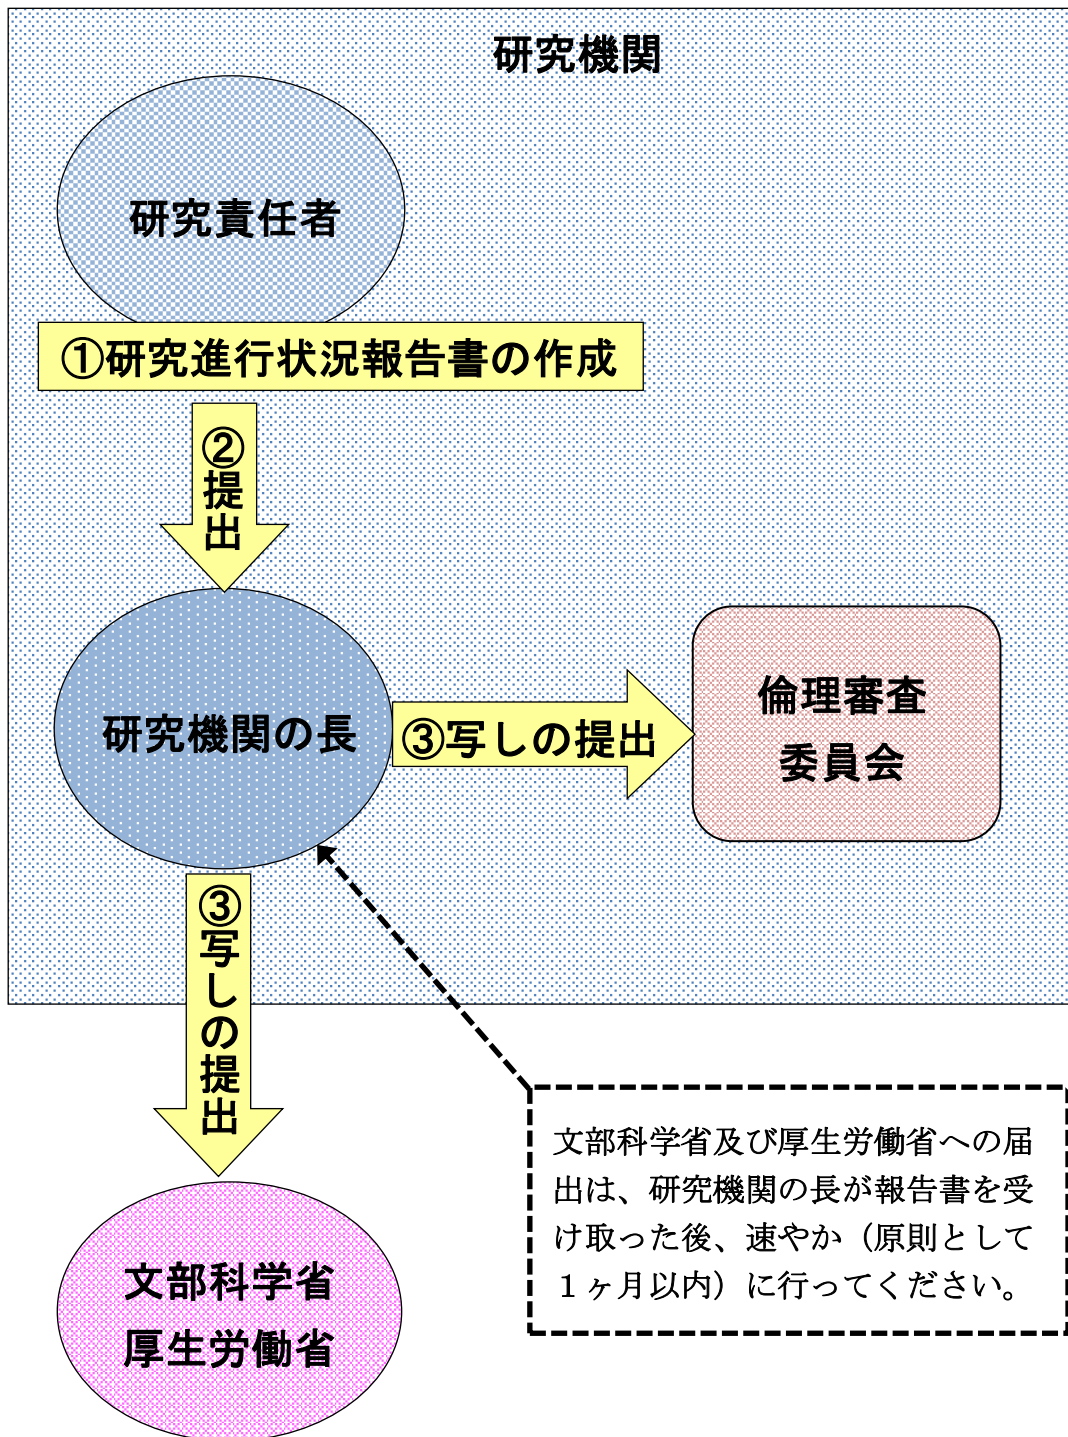 研究機関
研究責任者
①研究進行状況報告書の作成
②提出
研究機関の長
③写しの提出
倫理審査
委員会
③写しの提出
文部科学省及び厚生労働省への届
出は、研究機関の長が報告書を受
け取った後、速やか（原則として
１ヶ月以内）に行ってください。
文部科学省
厚生労働省